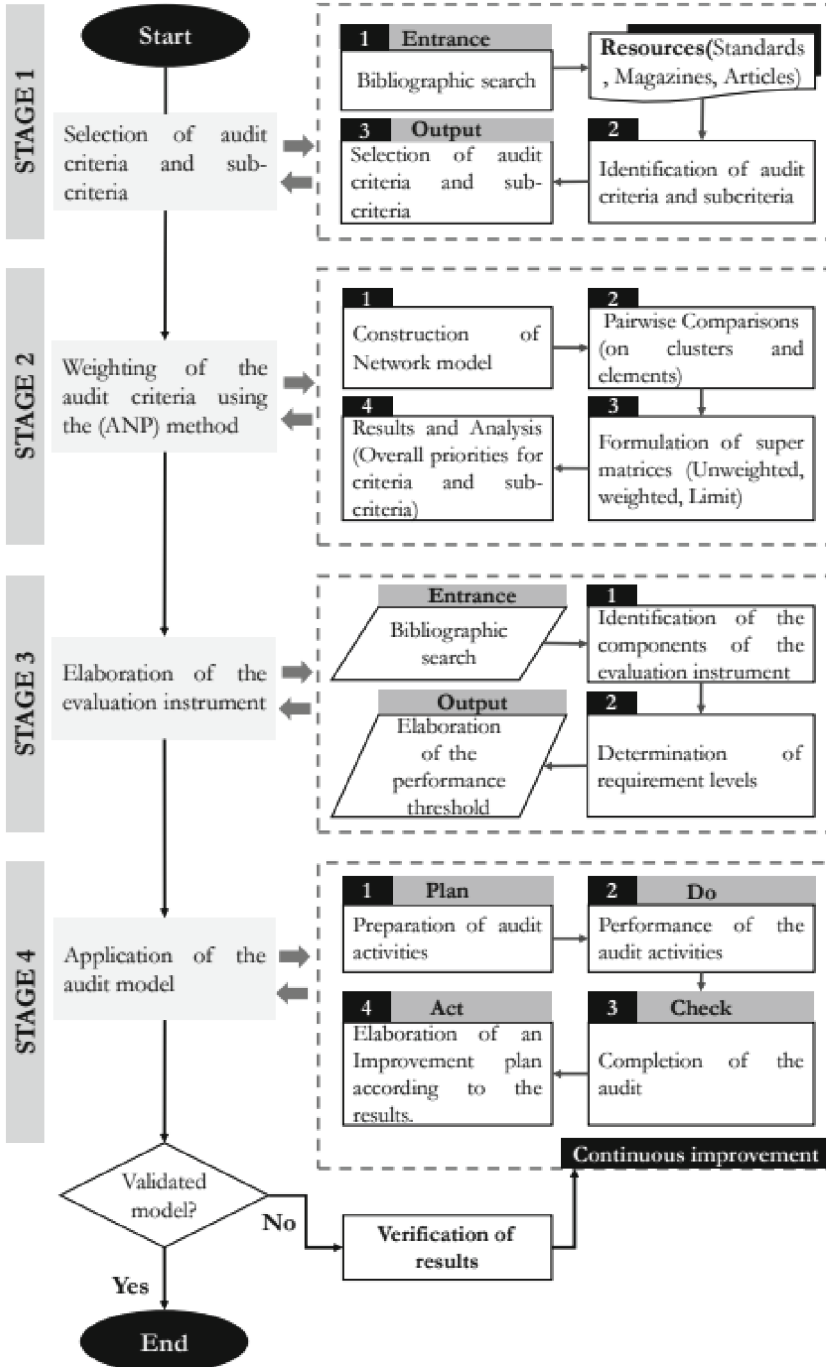 Start
STAGE 1
Selection of audit
criteria and sub-
criteria
1 Entrance
Bibliographic search
Resources(Standards
, Magazines, Articles)
3 Output
Selection of audit
criteria and sub-
criteria
2
Identification of audit
criteria and subcriteria
STAGE 2
Weighting of the
audit criteria using
the (ANP) method
1
Construction of
Network model
2
Pairwise Comparisons
(on clusters and
elements)
4
Results and Analysis
(Overall priorities for
criteria and sub-
criteria)
3
Formulation of super
matrices (Unweighted,
weighted, Limit)
STAGE 3
Elaboration of the
evaluation instrument
Entrance
Bibliographic
search
1
Identification of the
components of the
evaluation instrument
Output
Elaboration
of the
performance
threshold
2
Determination of
requirement levels
STAGE 4
Application of the
audit model
1 Plan
Preparation of audit
activities
2 Do
Performance of the
audit activities
4 Act
Elaboration of an
Improvement plan
according to the
results.
3 Check
Completion of the
audit
Continuous improvement
Validated
model?
No
Verification of
results
Yes
End